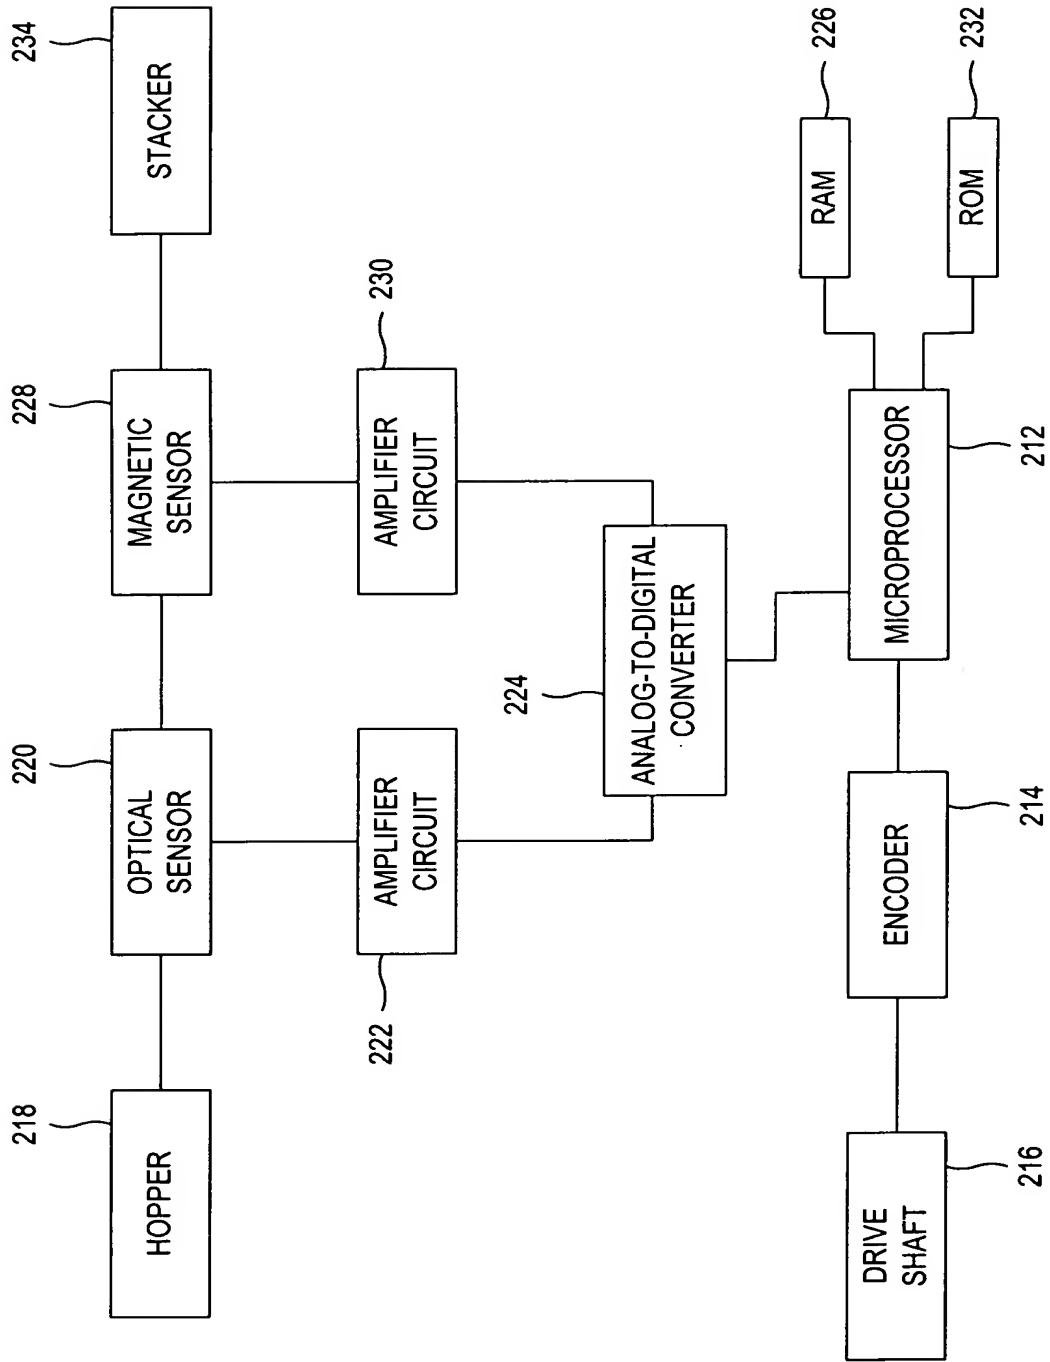 218
HOPPER
220
OPTICAL
SENSOR
228
MAGNETIC
SENSOR
234
STACKER
222
AMPLIFIER
CIRCUIT
230
AMPLIFIER
CIRCUIT
224
ANALOG-TO-DIGITAL
CONVERTER
DRIVE
SHAFT
216
ENCODER
214
MICROPROCESSOR
212
RAM
226
ROM
232